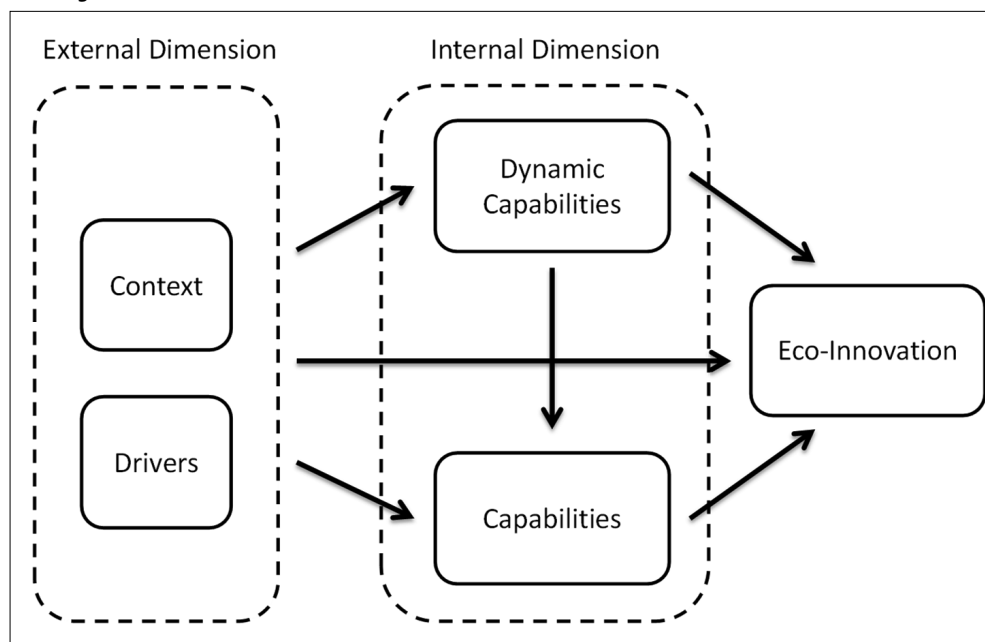 External Dimension
Internal Dimension
Dynamic
Capabilities
Context
Eco-Innovation
Drivers
Capabilities